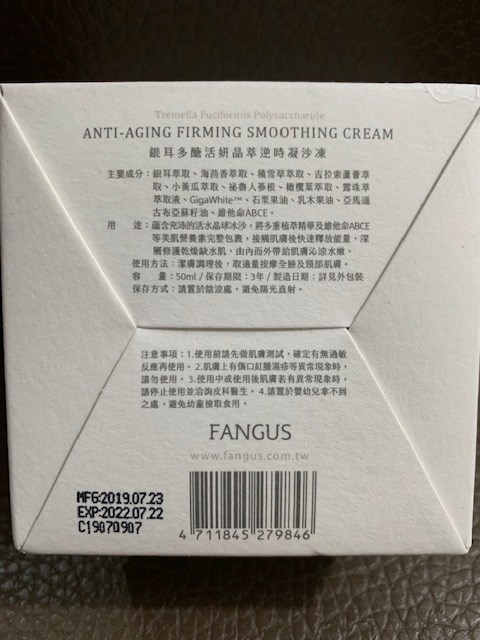 Tremella Fuciformis Polysaccharide
ANTI-AGING FIRMING SMOOTHING CREAM
銀耳多醣活妍晶萃逆時凝沙凍
主要成分：銀耳萃取、海茴香萃取、積雪草萃取、吉拉索蘆薈萃
取、小黃瓜萃取、祕魯人蔘根、橄欖葉萃取、露珠草
萃取液、GigaWhite™、石栗果油、乳木果油、亞馬遜
古布亞蘇籽油、維他命ABCE。
用 途：蘊含充沛的活水晶球冰沙，將多重植萃精華及維他命ABCE
等美肌營養素完整包裹，接觸肌膚後快速釋放能量，深
層修護乾燥缺水肌，由內而外帶給肌膚沁涼水嫩。
使用方法：潔膚調理後，取適量按摩全臉及頸部肌膚。
容 量：50ml / 保存期限：3年 / 製造日期：詳見外包裝
保存方式：請置於陰涼處，避免陽光直射。
注意事項：1.使用前請先做肌膚測試，確定有無過敏
反應再使用。2.肌膚上有傷口紅腫濕疹等異常現象時，
請勿使用。3.使用中或使用後肌膚若有異常現象時，
請停止使用並洽詢皮科醫生。4.請置於嬰幼兒拿不到
之處。避免幼童撿取食用。
FANGUS
www.fangus.com.tw
MFG:2019.07.23
EXP:2022.07.22
C19070907
4 711845 279846